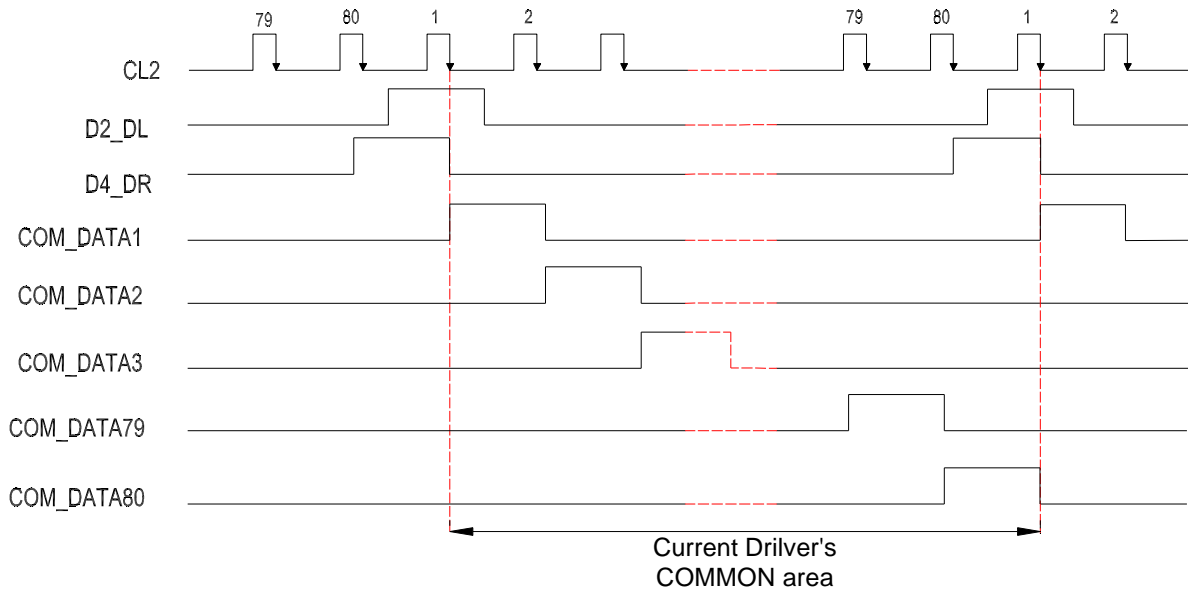 79 80 1 2 79 80 1 2
CL2
D2_DL
D4_DR
COM_DATA1
COM_DATA2
COM_DATA3
COM_DATA79
COM_DATA80
Current Drilver's
COMMON area